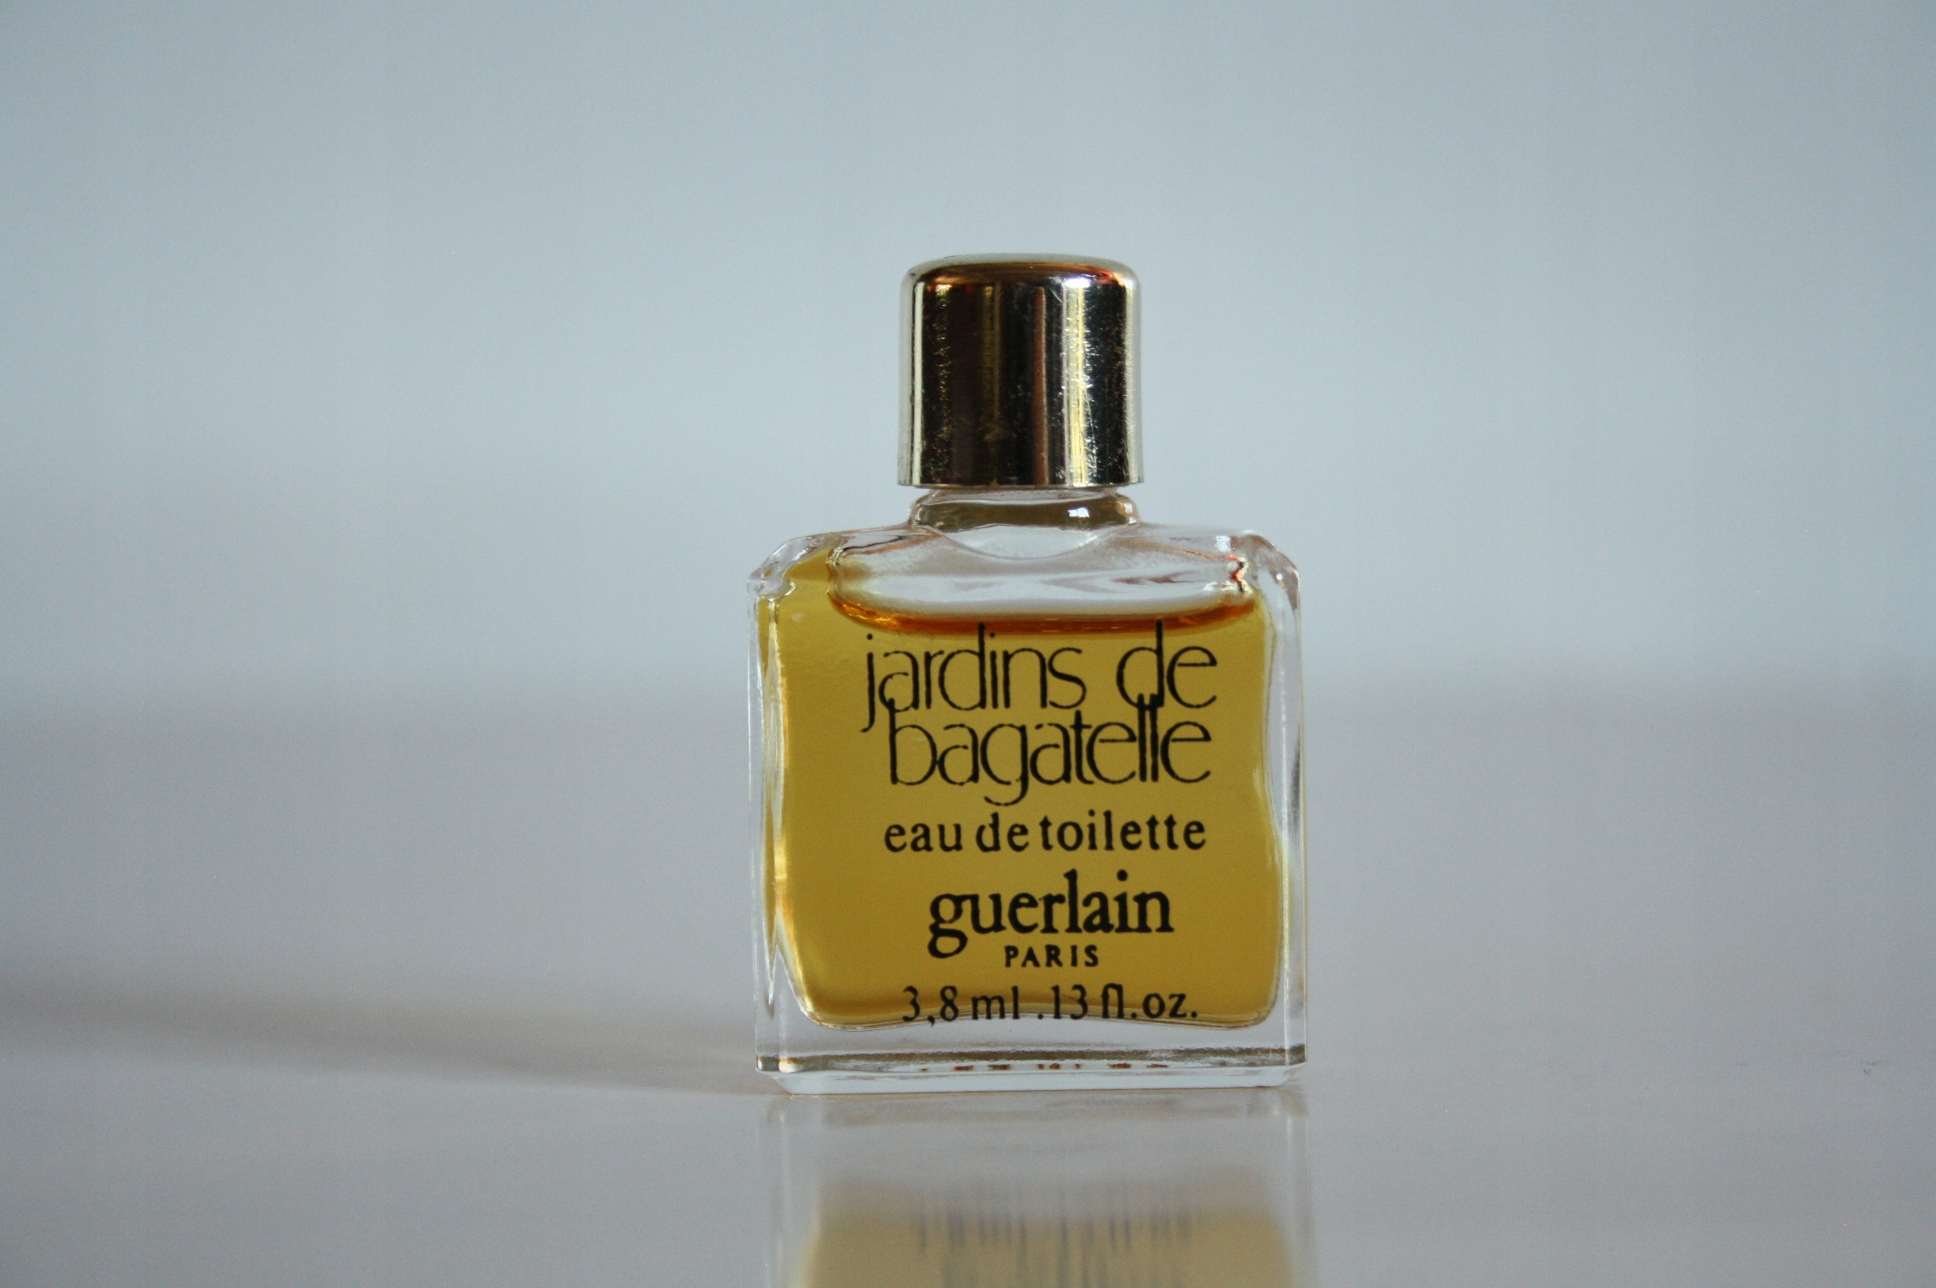 jardins de
bagatelle
eau de toilette
guerlain
PARIS
3,8 ml .13 fl.oz.